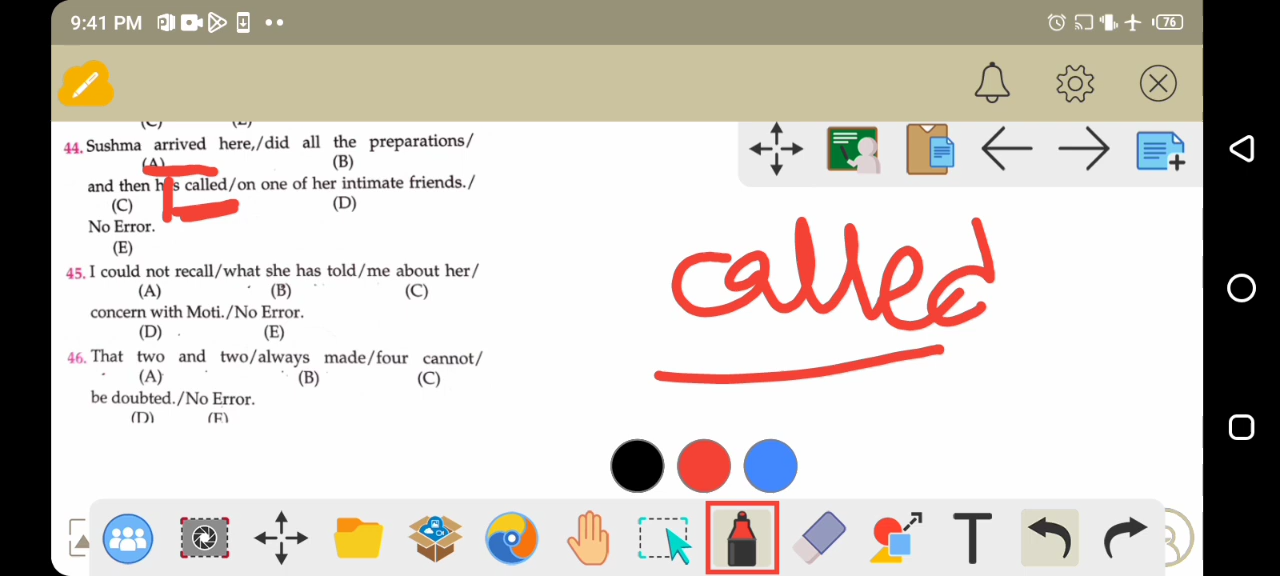 9:41 PM
76
(C) (E)
44. Sushma arrived here,/did all the preparations/
(A) (B)
and then has called/on one of her intimate friends./
(C) (D)
No Error.
(E)
45. I could not recall/what she has told/me about her/
(A) (B) (C)
concern with Moti./No Error.
(D) (E)
46. That two and two/always made/four cannot/
(A) (B) (C)
be doubted./No Error.
(D) (E)
called
T